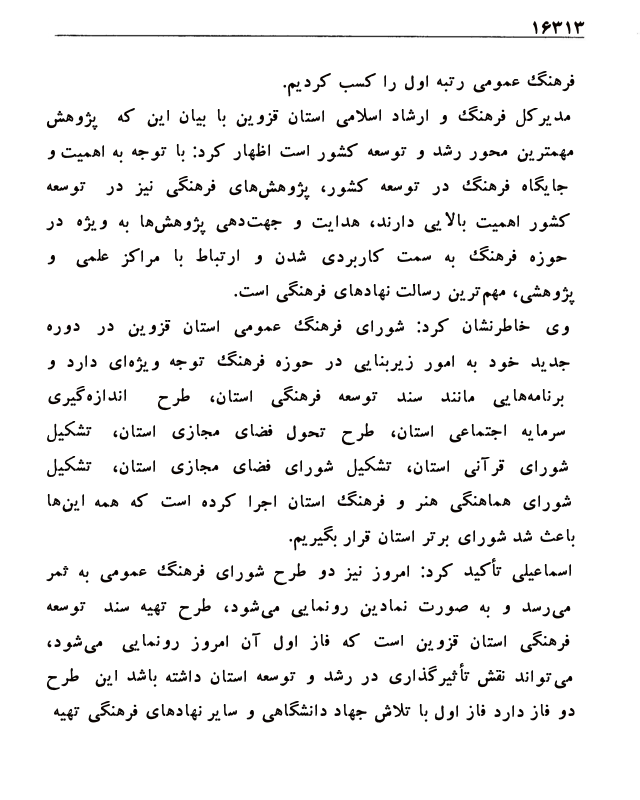 ۱۶۳۱۳
فرهنگ عمومی رتبه اول را کسب کردیم.
مدیرکل فرهنگ و ارشاد اسلامی استان قزوین با بیان این که پژوهش
مهمترین محور رشد و توسعه کشور است اظهار کرد: با توجه به اهمیت و
جایگاه فرهنگ در توسعه کشور، پژوهش‌های فرهنگی نیز در توسعه
کشور اهمیت بالایی دارند، هدایت و جهت‌دهی پژوهش‌ها به ویژه در
حوزه فرهنگ به سمت کاربردی شدن و ارتباط با مراکز علمی و
پژوهشی، مهم‌ترین رسالت نهادهای فرهنگی است.
وی خاطرنشان کرد: شورای فرهنگ عمومی استان قزوین در دوره
جدید خود به امور زیربنایی در حوزه فرهنگ توجه ویژه‌ای دارد و
برنامه‌هایی مانند سند توسعه فرهنگی استان، طرح اندازه‌گیری
سرمایه اجتماعی استان، طرح تحول فضای مجازی استان، تشکیل
شورای قرآنی استان، تشکیل شورای فضای مجازی استان، تشکیل
شورای هماهنگی هنر و فرهنگ استان اجرا کرده است که همه این‌ها
باعث شد شورای برتر استان قرار بگیریم.
اسماعیلی تأکید کرد: امروز نیز دو طرح شورای فرهنگ عمومی به ثمر
می‌رسد و به صورت نمادین رونمایی می‌شود، طرح تهیه سند توسعه
فرهنگی استان قزوین است که فاز اول آن امروز رونمایی می‌شود،
می‌تواند نقش تأثیرگذاری در رشد و توسعه استان داشته باشد این طرح
دو فاز دارد فاز اول با تلاش جهاد دانشگاهی و سایر نهادهای فرهنگی تهیه